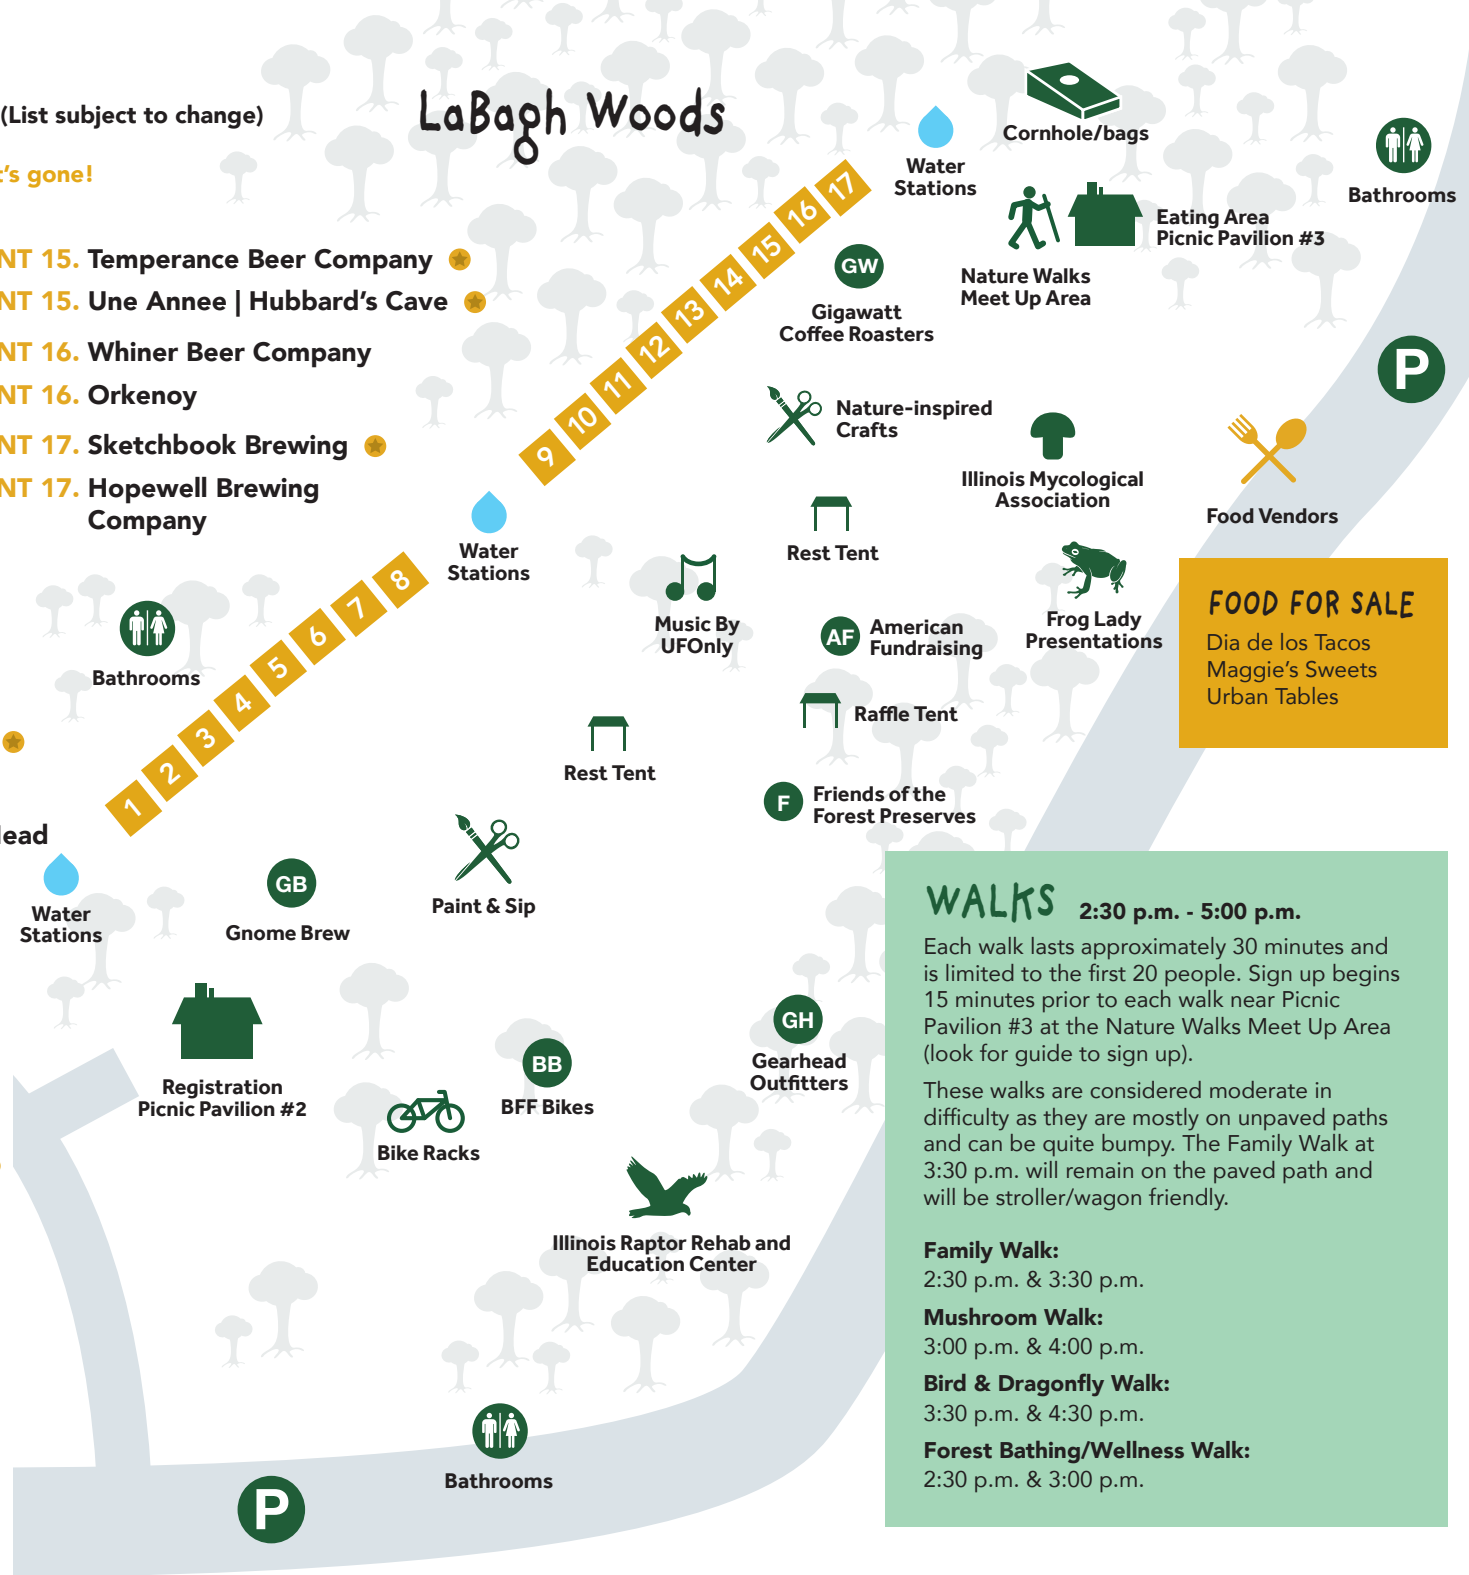 (List subject to change)
's gone!
NT 15. Temperance Beer Company
NT 15. Une Annee | Hubbard's Cave
NT 16. Whiner Beer Company
NT 16. Orkenoy
NT 17. Sketchbook Brewing
NT 17. Hopewell Brewing
Company
LaBagh Woods
Cornhole/bags
Water
Stations
Bathrooms
Eating Area
Picnic Pavilion #3
Nature Walks
Meet Up Area
17
16
15
14
13
12
11
10
9
GW
Gigawatt
Coffee Roasters
P
Nature-inspired
Crafts
Illinois Mycological
Association
Food Vendors
Water
Stations
Rest Tent
8
7
6
5
4
3
2
1
Bathrooms
Music By
UFOnly
AF
American
Fundraising
Frog Lady
Presentations
FOOD FOR SALE
Dia de los Tacos
Maggie's Sweets
Urban Tables
Raffle Tent
Rest Tent
F
Friends of the
Forest Preserves
ead
Water
Stations
GB
Gnome Brew
Paint & Sip
Registration
Picnic Pavilion #2
BB
BFF Bikes
Bike Racks
GH
Gearhead
Outfitters
Illinois Raptor Rehab and
Education Center
Bathrooms
P
WALKS 2:30 p.m. - 5:00 p.m.
Each walk lasts approximately 30 minutes and
is limited to the first 20 people. Sign up begins
15 minutes prior to each walk near Picnic
Pavilion #3 at the Nature Walks Meet Up Area
(look for guide to sign up).
These walks are considered moderate in
difficulty as they are mostly on unpaved paths
and can be quite bumpy. The Family Walk at
3:30 p.m. will remain on the paved path and
will be stroller/wagon friendly.
Family Walk:
2:30 p.m. & 3:30 p.m.
Mushroom Walk:
3:00 p.m. & 4:00 p.m.
Bird & Dragonfly Walk:
3:30 p.m. & 4:30 p.m.
Forest Bathing/Wellness Walk:
2:30 p.m. & 3:00 p.m.